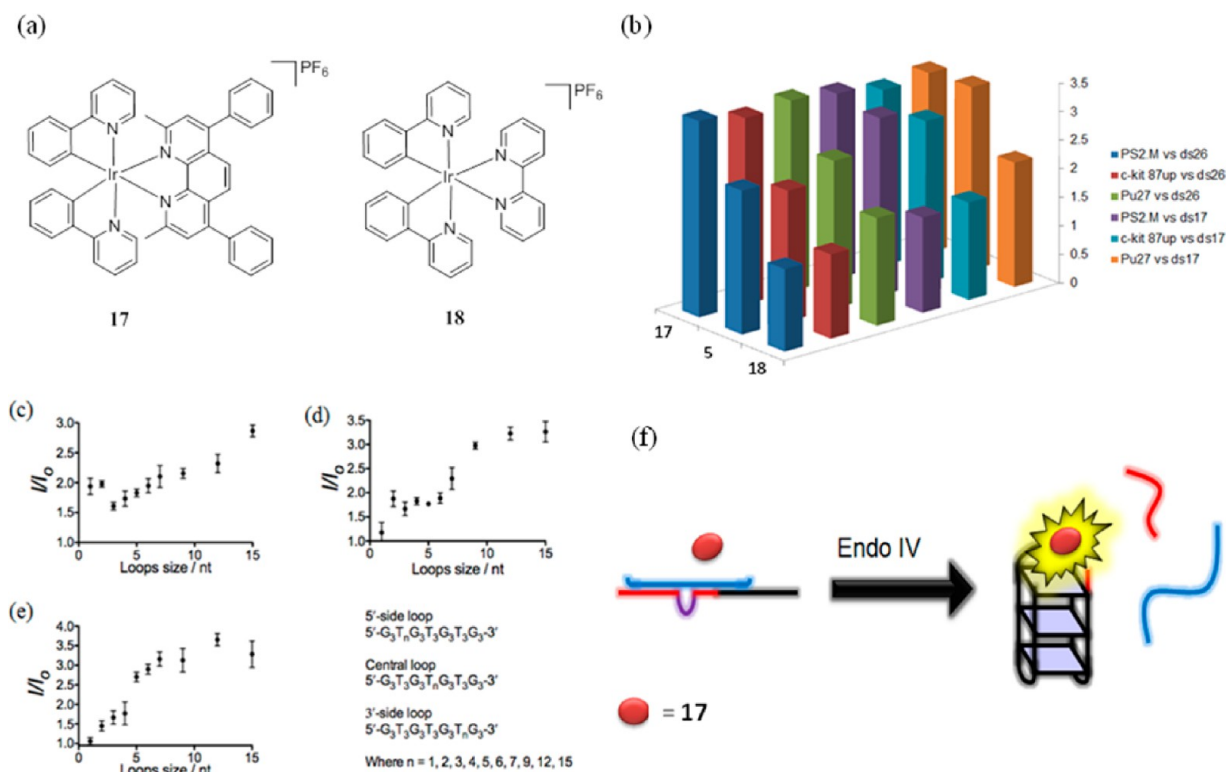 (a)
PF6
N
Ir
N
N
N
17
PF6
N
Ir
N
N
N
18
(b)
3.5
3
2.5
2
1.5
1
0.5
0
17
5
18
PS2.M vs ds26
c-kit 87up vs ds26
Pu27 vs ds26
PS2.M vs ds17
c-kit 87up vs ds17
Pu27 vs ds17
(c)
I/Io
3.0
2.5
2.0
1.5
1.0
0 5 10 15
Loops size / nt
(d)
I/Io
3.5
3.0
2.5
2.0
1.5
1.0
0 5 10 15
Loops size / nt
(e)
I/Io
4.0
3.5
3.0
2.5
2.0
1.5
1.0
0 5 10 15
Loops size / nt
5'-side loop
5'-G3TnG3T3G3T3G3-3'
Central loop
5'-G3T3G3TnG3T3G3-3'
3'-side loop
5'-G3T3G3T3G3TnG3-3'
Where n = 1, 2, 3, 4, 5, 6, 7, 9, 12, 15
(f)
Endo IV
= 17